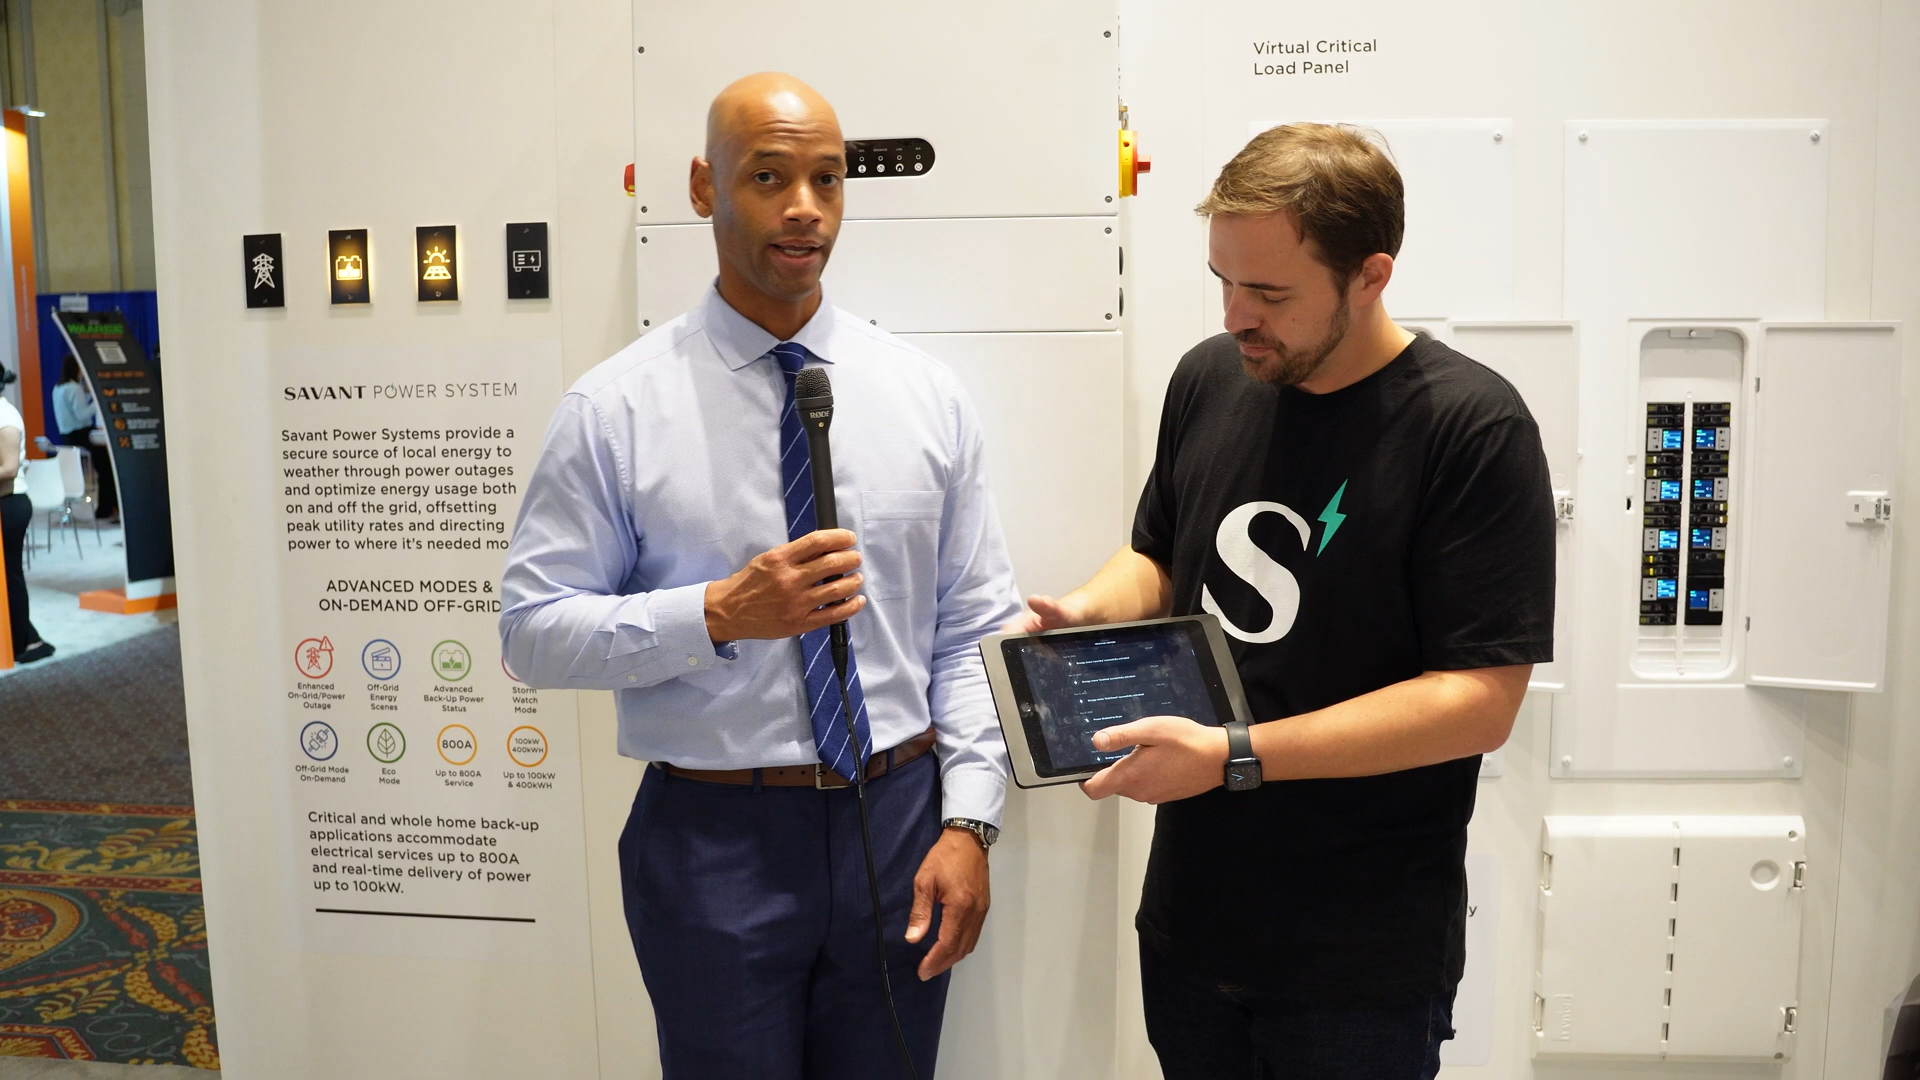 Virtual Critical
Load Panel
SAVANT POWER SYSTEM
Savant Power Systems provide a
secure source of local energy to
weather through power outages
and optimize energy usage both
on and off the grid, offsetting
peak utility rates and directing
power to where it's needed mo
ADVANCED MODES &
ON-DEMAND OFF-GRID
Enhanced
On-Grid/Power
Outage
Off-Grid
Energy
Scenes
Advanced
Back-Up Power
Status
Storm
Watch
Mode
Off-Grid Mode
On-Demand
Eco
Mode
800A
Up to 800A
Service
100kW
400kWH
Up to 100kW
& 400kWH
Critical and whole home back-up
applications accommodate
electrical services up to 800A
and real-time delivery of power
up to 100kW.
RØDE
S
WAAREE
y